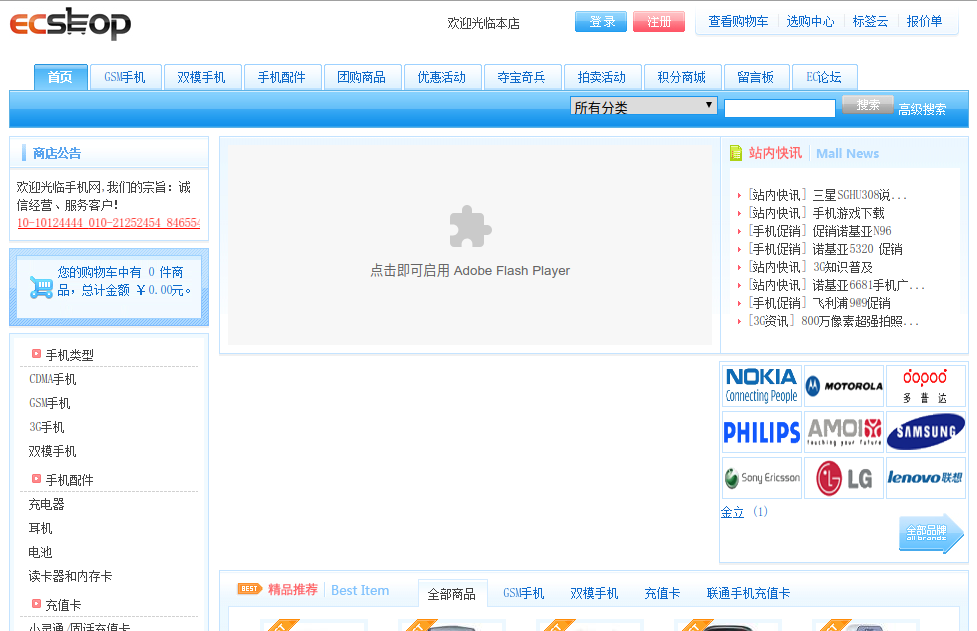 ECSHOP
欢迎光临本店
登录 注册 查看购物车 选购中心 标签云 报价单
首页 GSM手机 双模手机 手机配件 团购商品 优惠活动 夺宝奇兵 拍卖活动 积分商城 留言板 EC论坛
所有分类 搜索 高级搜索
商店公告
欢迎光临手机网,我们的宗旨：诚
信经营、服务客户！
10-10124444 010-21252454 846554
您的购物车中有 0 件商
品，总计金额 ￥0.00元。
手机类型
CDMA手机
GSM手机
3G手机
双模手机
手机配件
充电器
耳机
电池
读卡器和内存卡
充值卡
小灵通/固话充值卡
点击即可启用 Adobe Flash Player
站内快讯 Mall News
[站内快讯] 三星SGHU308说...
[站内快讯] 手机游戏下载
[手机促销] 促销诺基亚N96
[手机促销] 诺基亚5320 促销
[站内快讯] 3G知识普及
[站内快讯] 诺基亚6681手机广...
[手机促销] 飞利浦9@9促销
[3G资讯] 800万像素超强拍照...
NOKIA
Connecting People
MOTOROLA
dopod
多普达
PHILIPS
AMOI
touching your future
SAMSUNG
Sony Ericsson
LG
lenovo联想
金立 (1)
全部品牌
all brands
BEST 精品推荐 Best Item 全部商品 GSM手机 双模手机 充值卡 联通手机充值卡